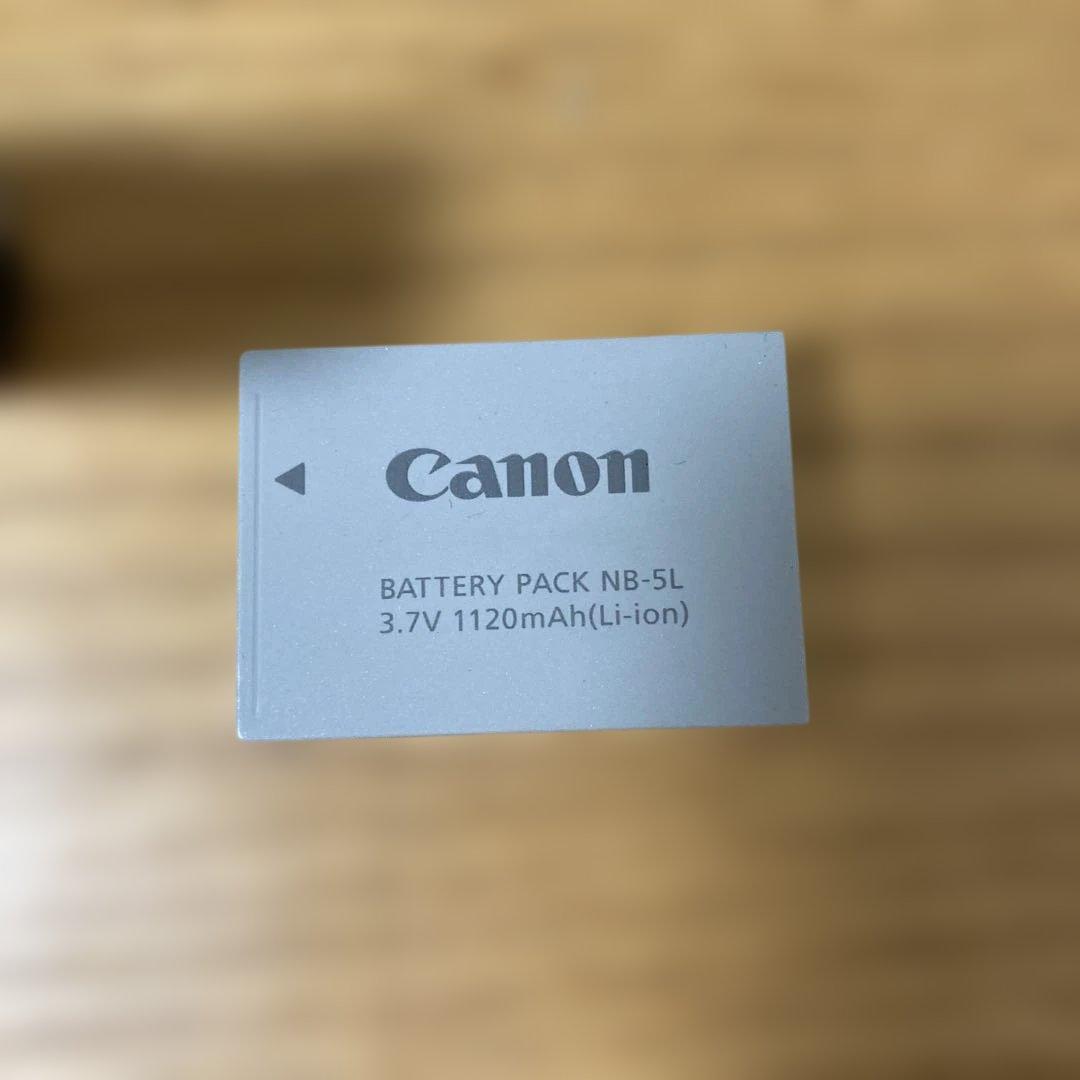 Canon
BATTERY PACK NB-5L
3.7V 1120mAh(Li-ion)